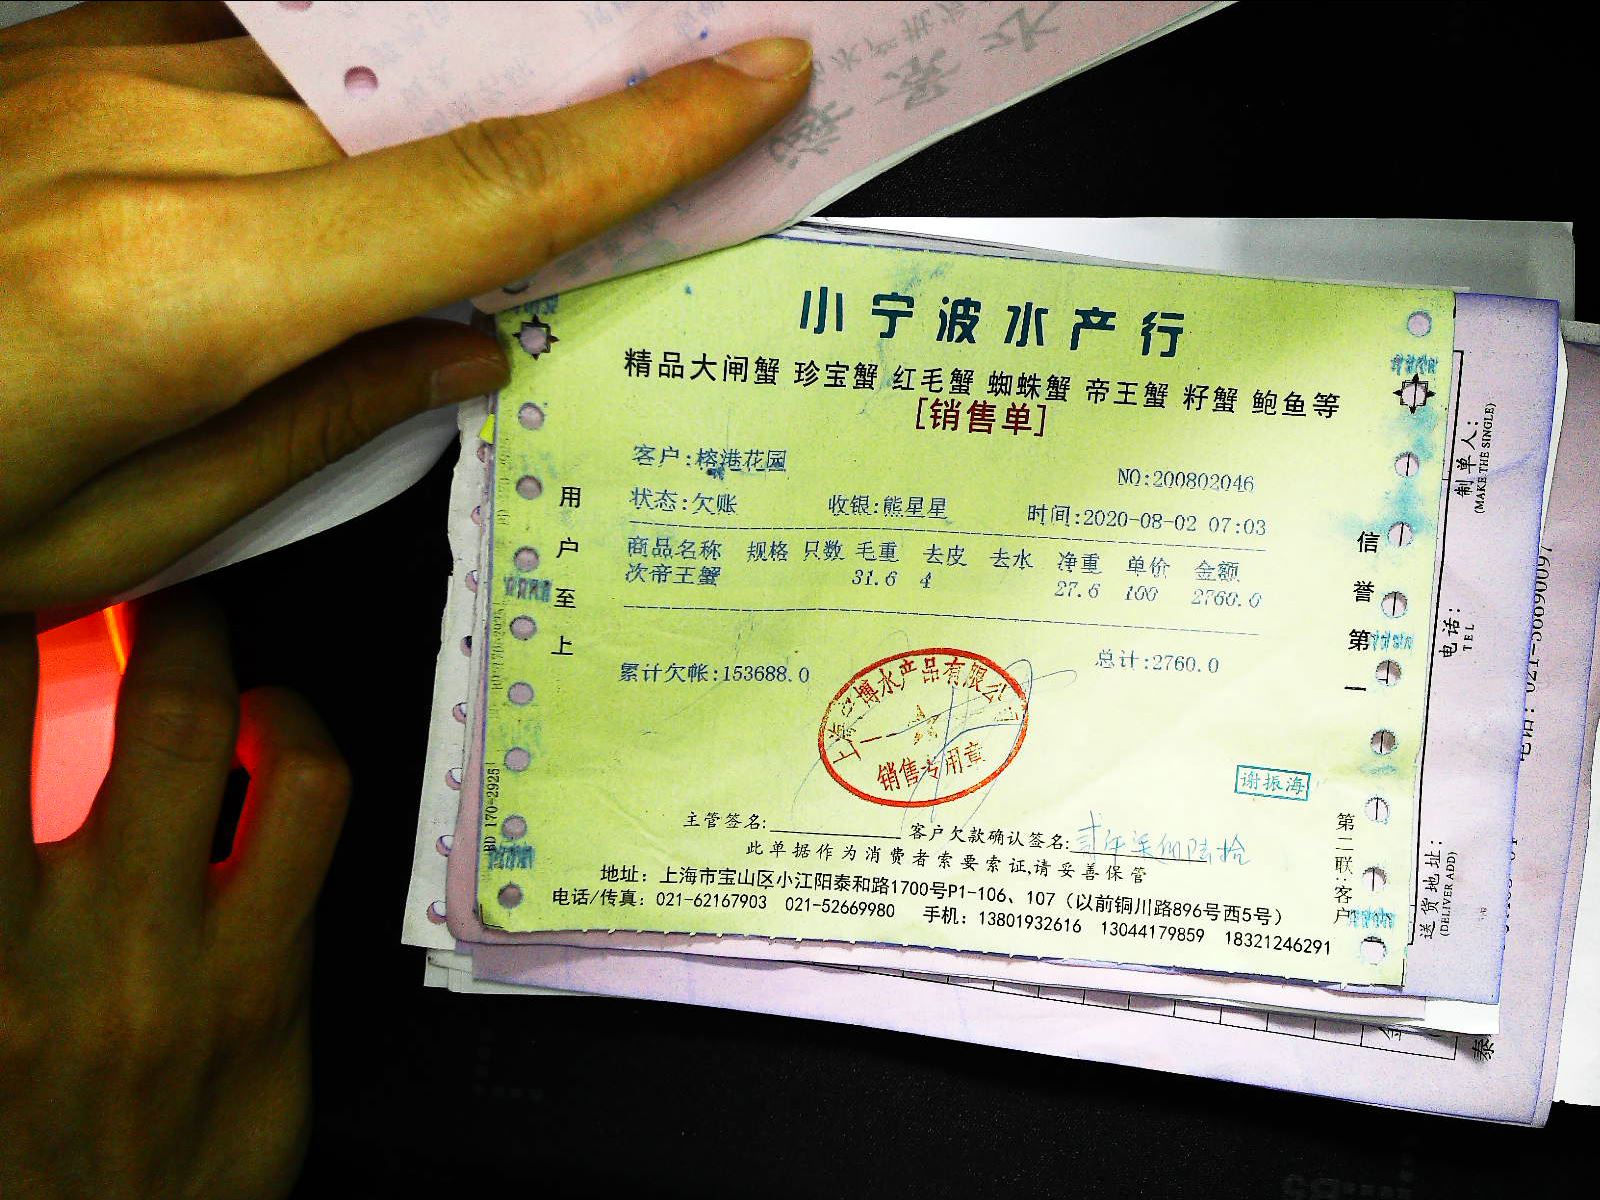 小宁波水产行
精品大闸蟹 珍宝蟹 红毛蟹 蜘蛛蟹 帝王蟹 籽蟹 鲍鱼等
[销售单]
客户:榕港花园
NO:200802046
状态:欠账 收银:熊星星 时间:2020-08-02 07:03
商品名称 规格 只数 毛重 去皮 去水 净重 单价 金额
次帝王蟹 31.6 4 27.6 100 2760.0
累计欠帐:153688.0 总计:2760.0
销售专用章
谢振海
主管签名: 客户欠款确认签名:
此单据作为消费者索要索证,请妥善保管
地址：上海市宝山区小江阳泰和路1700号P1-106、107（以前铜川路896号西5号）
电话/传真：021-62167903 021-52669980 手机：13801932616 13044179859 18321246291
用户至上
信誉第一
第二联:客户
BD 170-2925
制单人：
(MAKE THE SINGLE)
电话：
TEL
送货地址：
(DELIVER ADD)
泰